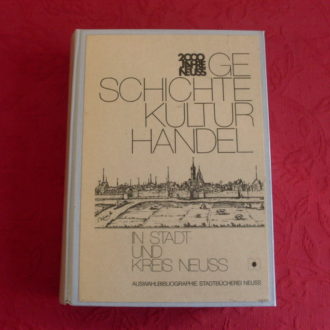 2000
JAHRE
NEUSS
GE
SCHICHTE
KULTUR
HANDEL
IN STADT
UND
KREIS NEUSS
AUSWAHLBIBLIOGRAPHIE STADTBÜCHEREI NEUSS